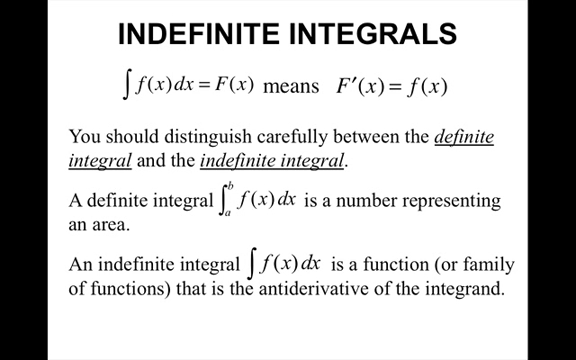 INDEFINITE INTEGRALS
∫ f(x) dx = F(x) means F′(x) = f(x)
You should distinguish carefully between the definite
integral and the indefinite integral.
A definite integral ∫ₐᵇ f(x) dx is a number representing
an area.
An indefinite integral ∫ f(x) dx is a function (or family
of functions) that is the antiderivative of the integrand.